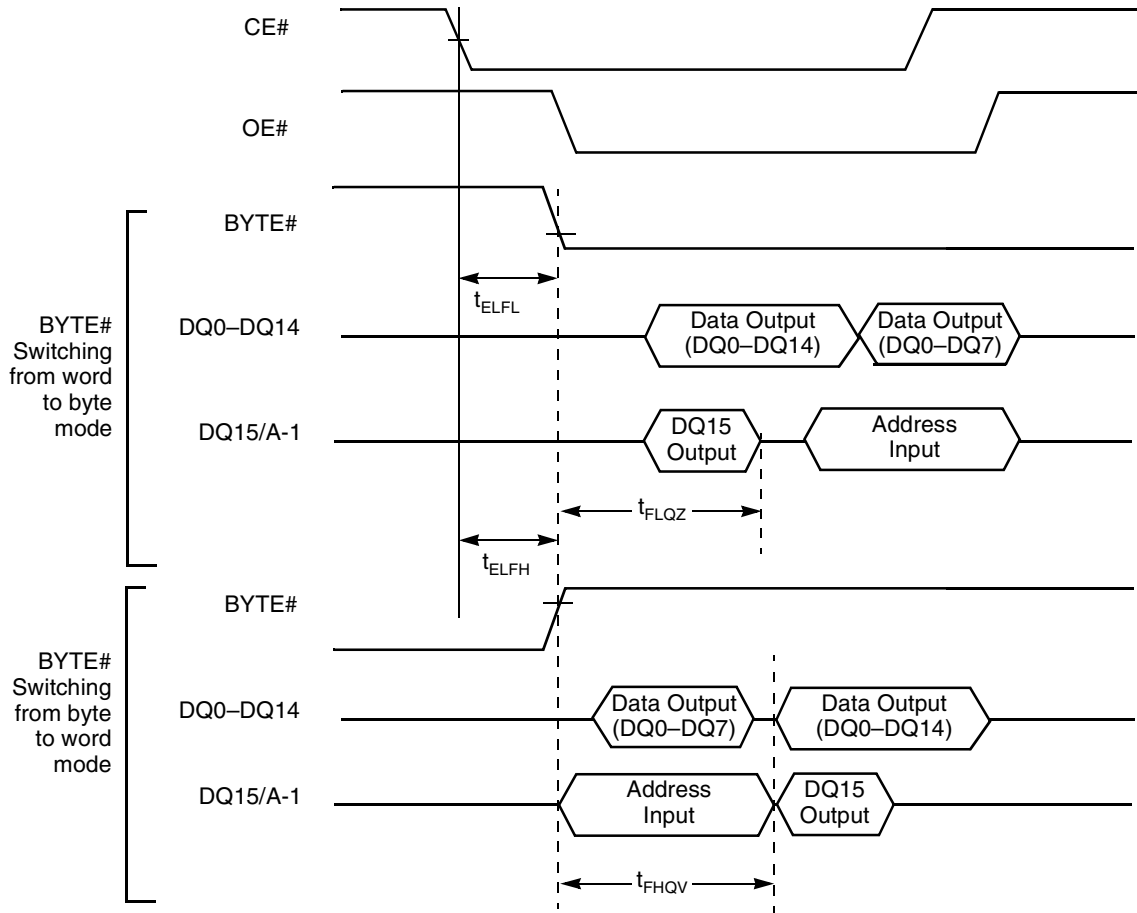 CE#
OE#
BYTE#
tELFL
BYTE#
Switching
from word
to byte
mode
DQ0–DQ14
Data Output
(DQ0–DQ14)
Data Output
(DQ0–DQ7)
DQ15/A-1
DQ15
Output
Address
Input
tFLQZ
tELFH
BYTE#
BYTE#
Switching
from byte
to word
mode
DQ0–DQ14
Data Output
(DQ0–DQ7)
Data Output
(DQ0–DQ14)
DQ15/A-1
Address
Input
DQ15
Output
tFHQV